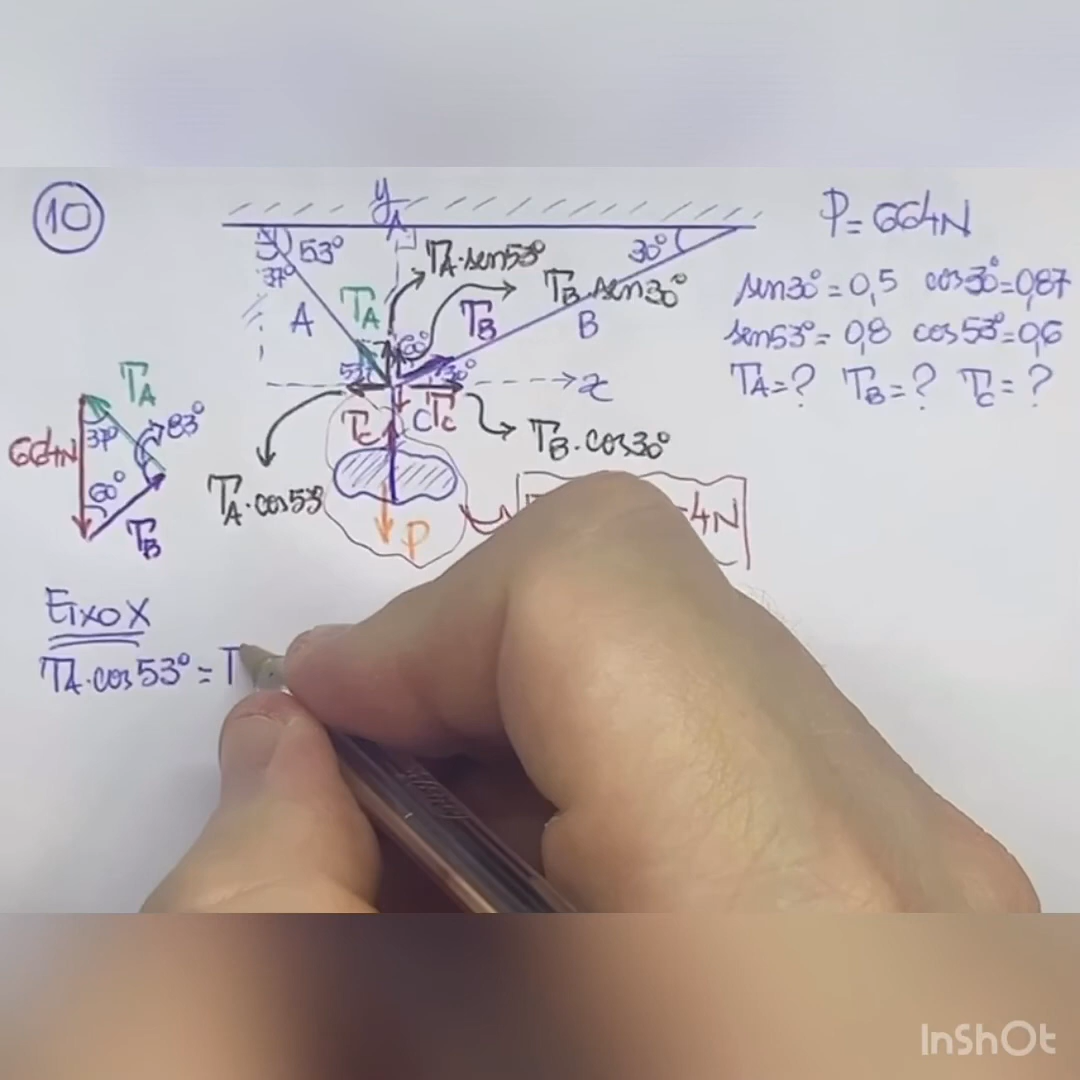 10
y
53°
37°
30°
T_A·sen53°
T_B·sen30°
A
T_A
T_B
B
60°
53°
30°
x
T_C
C
T_C
T_B·cos30°
T_A·cos53°
P
4N
P=664N
sen30°=0,5 cos30°=0,87
sen53°=0,8 cos53°=0,6
T_A=? T_B=? T_C=?
T_A
83°
37°
664N
60°
T_B
Eixo X
T_A·cos53°=T
InShOt